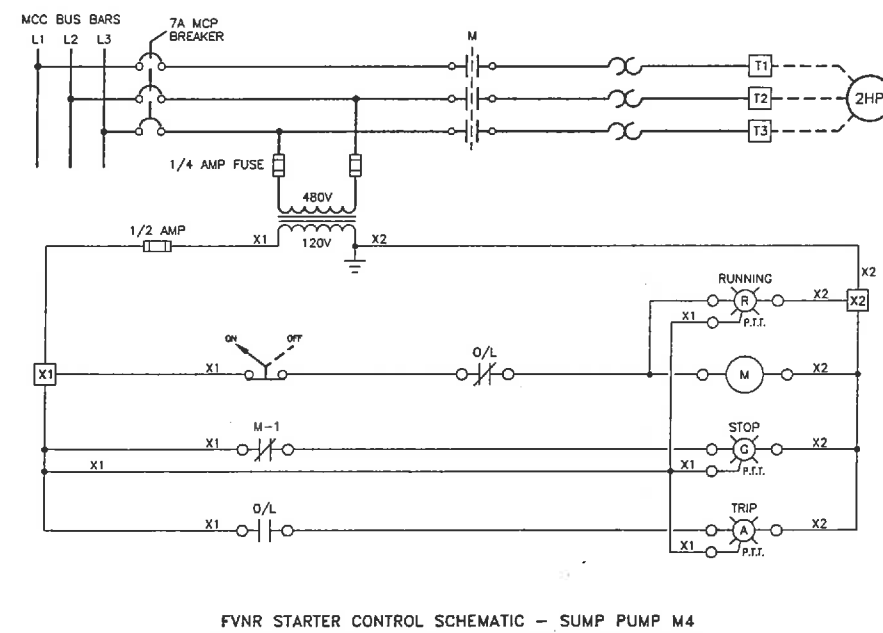 MCC BUS BARS
L1 L2 L3
7A MCP
BREAKER
M
T1
T2
2HP
T3
1/4 AMP FUSE
480V
1/2 AMP
X1
120V
X2
X2
RUNNING
R
X2
X2
X1
P.T.T.
ON
OFF
O/L
X1
X1
M
X2
M-1
STOP
X1
G
X2
X1
X1
P.T.T.
O/L
TRIP
X1
A
X2
X1
P.T.T.
FVNR STARTER CONTROL SCHEMATIC - SUMP PUMP M4